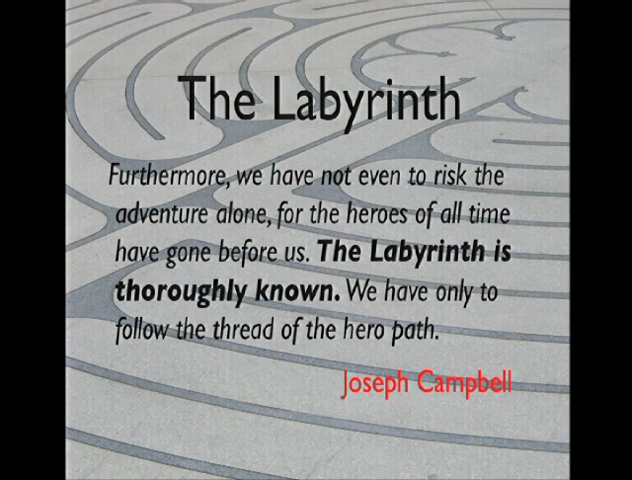 The Labyrinth
Furthermore, we have not even to risk the
adventure alone, for the heroes of all time
have gone before us. The Labyrinth is
thoroughly known. We have only to
follow the thread of the hero path.
Joseph Campbell